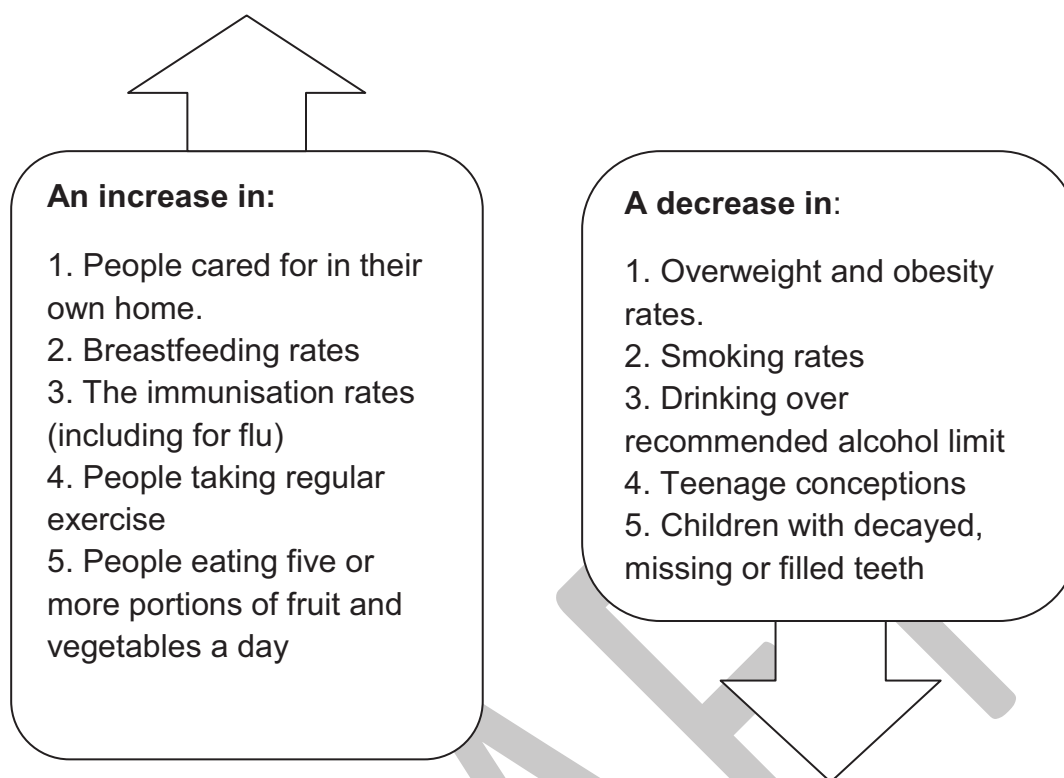 An increase in:
1. People cared for in their
own home.
2. Breastfeeding rates
3. The immunisation rates
(including for flu)
4. People taking regular
exercise
5. People eating five or
more portions of fruit and
vegetables a day
A decrease in:
1. Overweight and obesity
rates.
2. Smoking rates
3. Drinking over
recommended alcohol limit
4. Teenage conceptions
5. Children with decayed,
missing or filled teeth